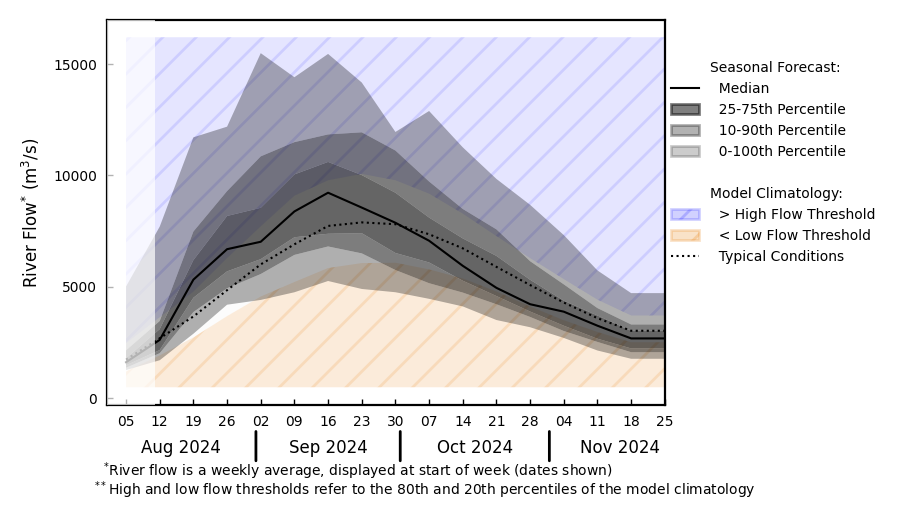 15000
10000
5000
0
River Flow* (m³/s)
05 12 19 26 02 09 16 23 30 07 14 21 28 04 11 18 25
Aug 2024 Sep 2024 Oct 2024 Nov 2024
*River flow is a weekly average, displayed at start of week (dates shown)
**High and low flow thresholds refer to the 80th and 20th percentiles of the model climatology
Seasonal Forecast:
Median
25-75th Percentile
10-90th Percentile
0-100th Percentile
Model Climatology:
> High Flow Threshold
< Low Flow Threshold
Typical Conditions